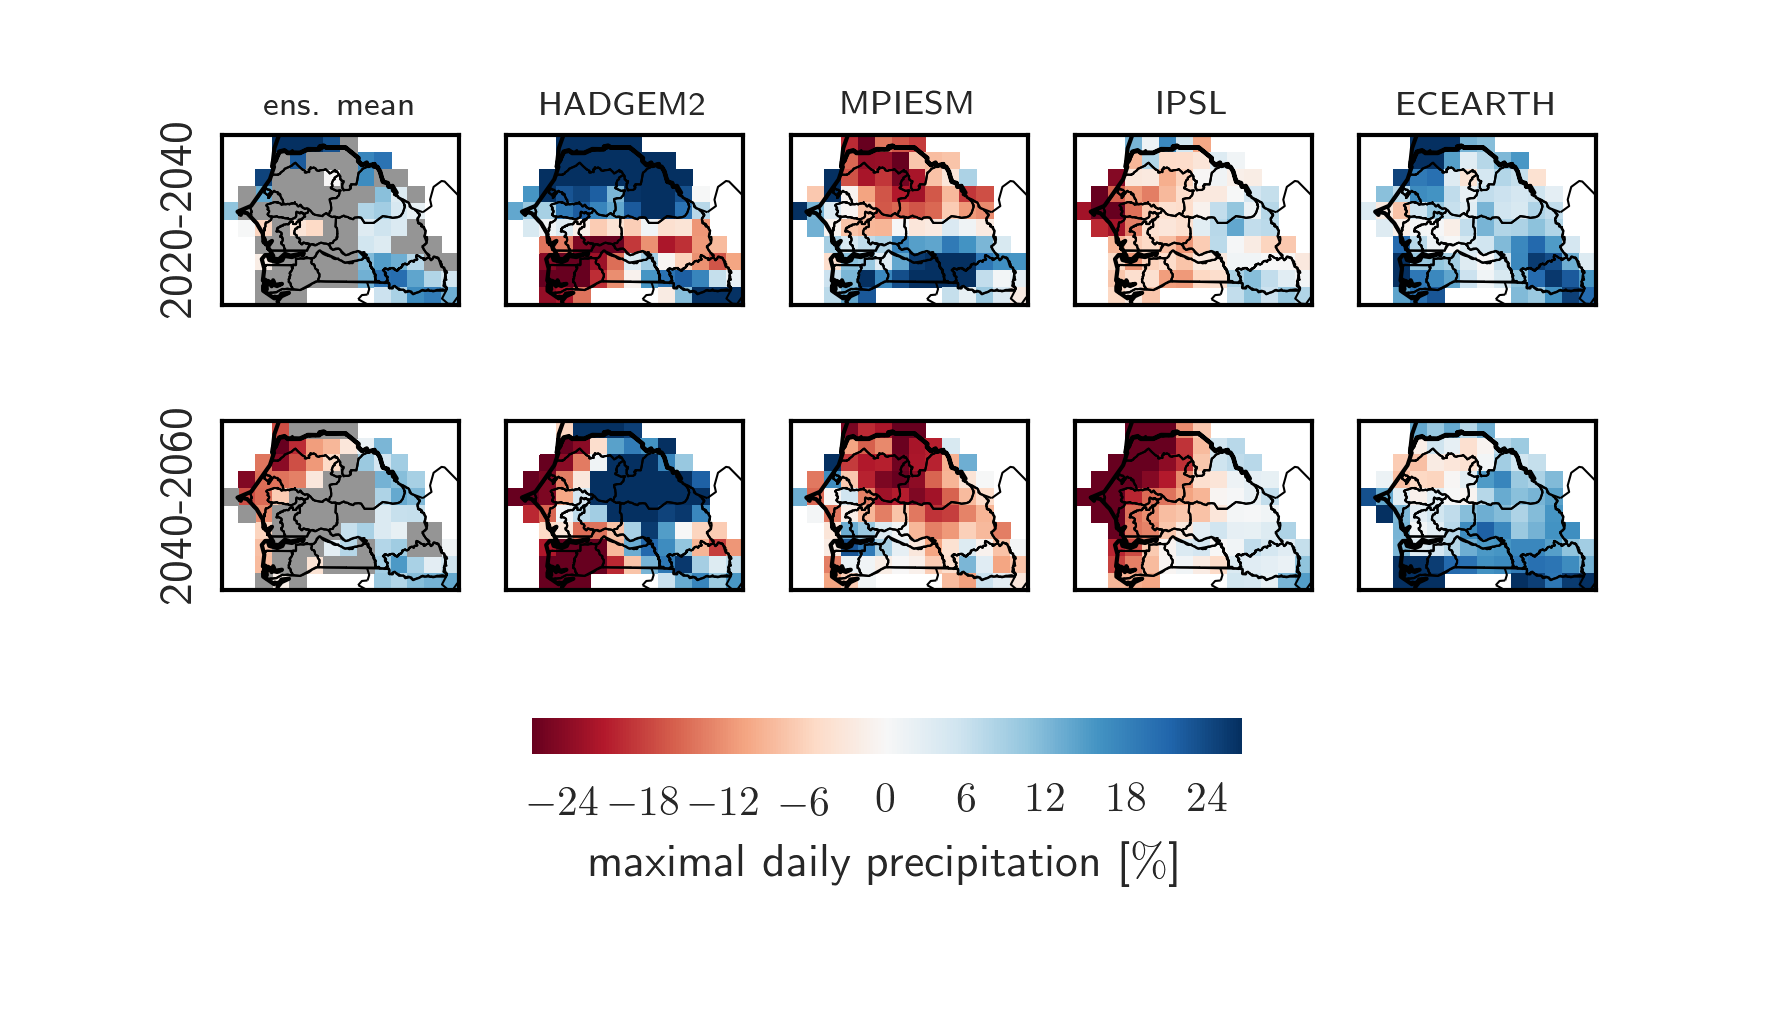 ens. mean HADGEM2 MPIESM IPSL ECEARTH
2020-2040
2040-2060
−24 −18 −12 −6 0 6 12 18 24
maximal daily precipitation [%]